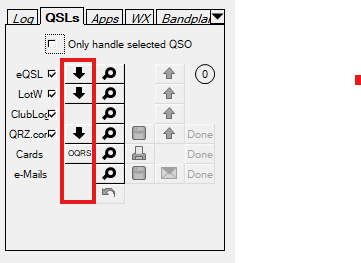 Log QSLs Apps WX Bandplan
Only handle selected QSO
eQSL 0
LotW
ClubLog
QRZ.com Done
Cards OQRS Done
e-Mails Done